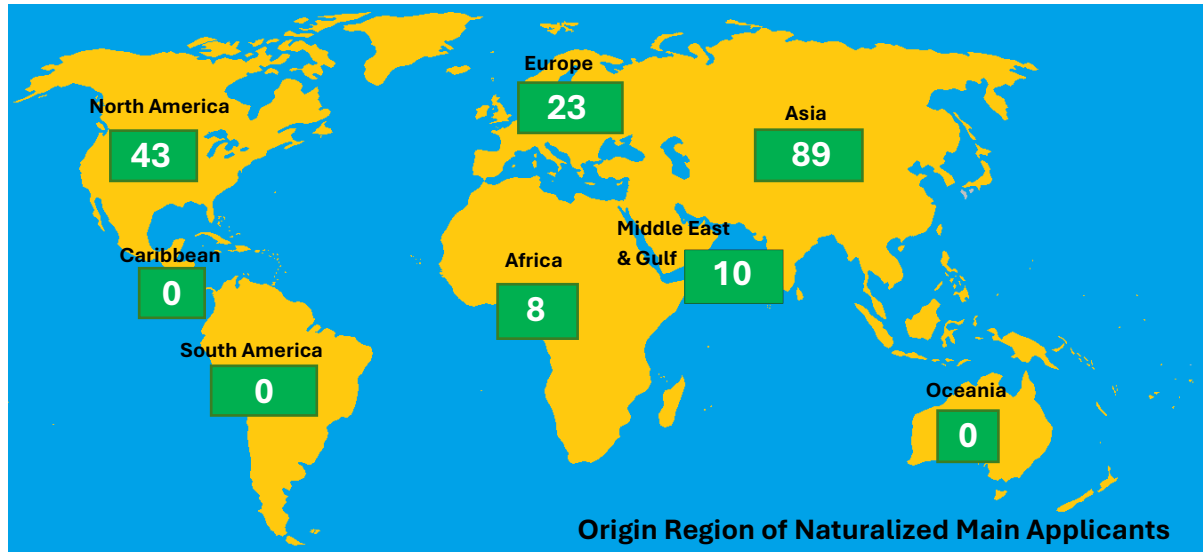 Europe
23
North America
43
Asia
89
Middle East
& Gulf
10
Caribbean
0
Africa
8
South America
0
Oceania
0
Origin Region of Naturalized Main Applicants